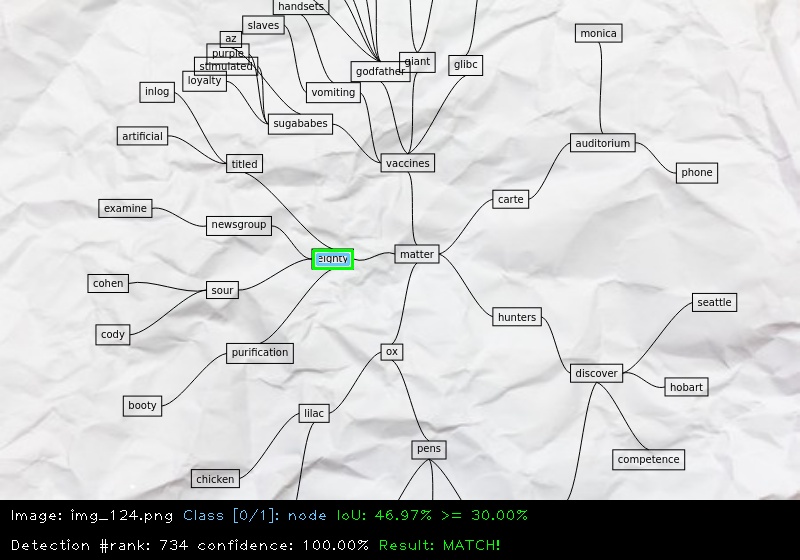 handsets
slaves
az
purple
stimulated
loyalty
giant
godfather
glibc
monica
inlog
vomiting
sugababes
artificial
auditorium
titled
vaccines
phone
carte
examine
newsgroup
matter
eighty
cohen
sour
seattle
hunters
cody
purification
ox
discover
hobart
booty
lilac
pens
competence
chicken
Image: img_124.png Class [0/1]: node IoU: 46.97% >= 30.00%
Detection #rank: 734 confidence: 100.00% Result: MATCH!